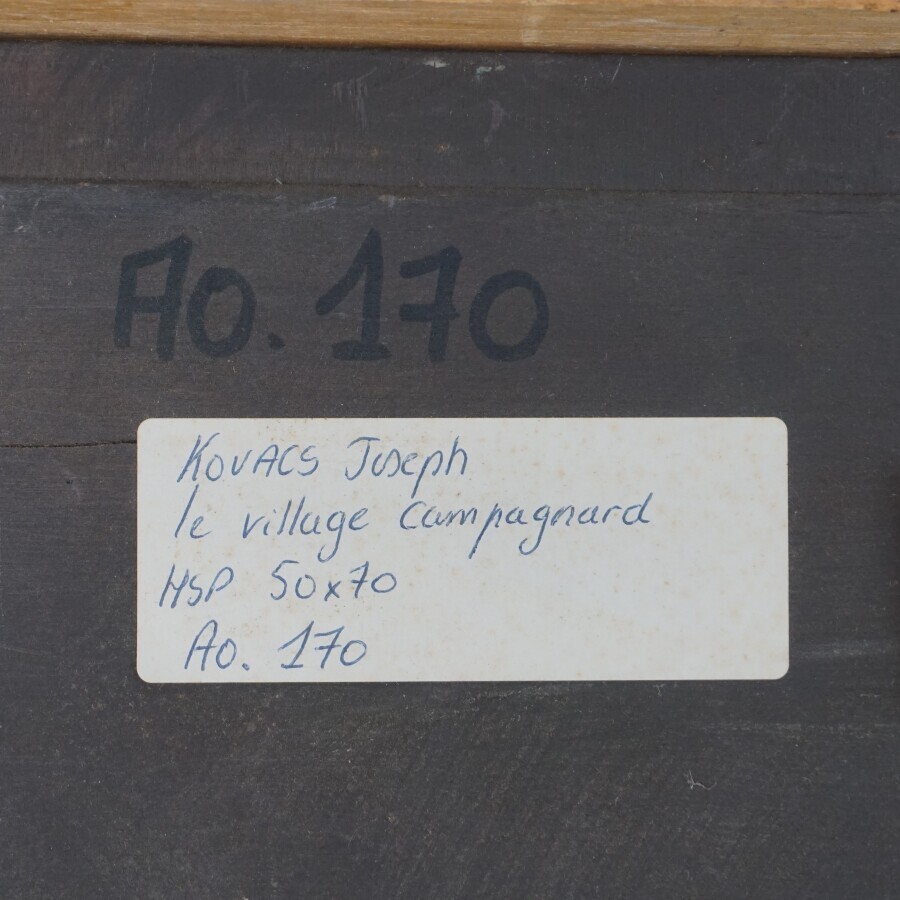 Ao. 170
KOVACS Joseph
le village Campagnard
HSP 50x70
Ao. 170